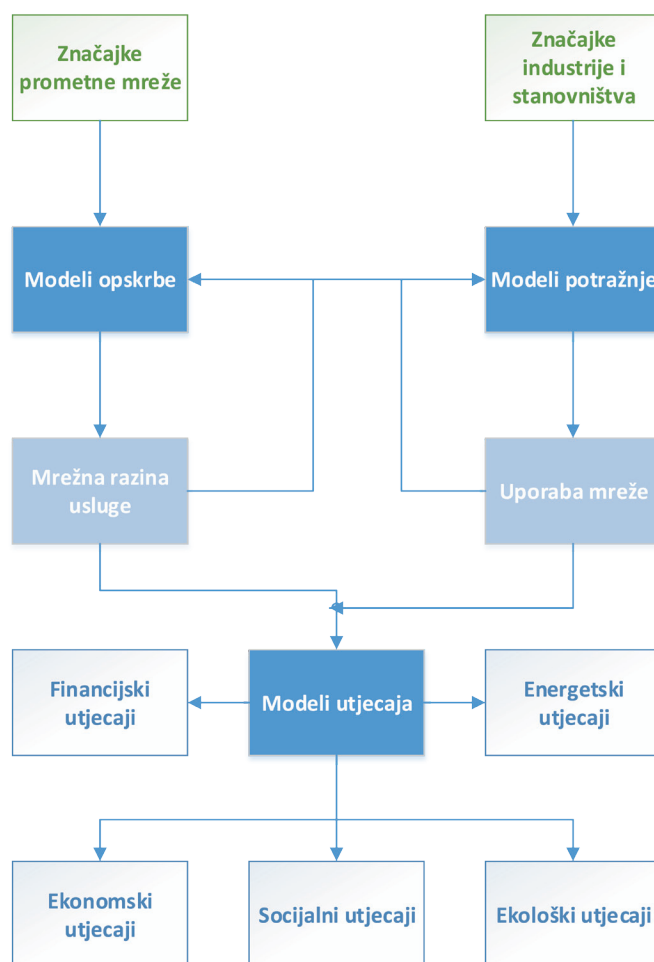 Značajke
prometne mreže
Značajke
industrije i
stanovništva
Modeli opskrbe
Modeli potražnje
Mrežna razina
usluge
Uporaba mreže
Financijski
utjecaji
Modeli utjecaja
Energetski
utjecaji
Ekonomski
utjecaji
Socijalni utjecaji
Ekološki utjecaji